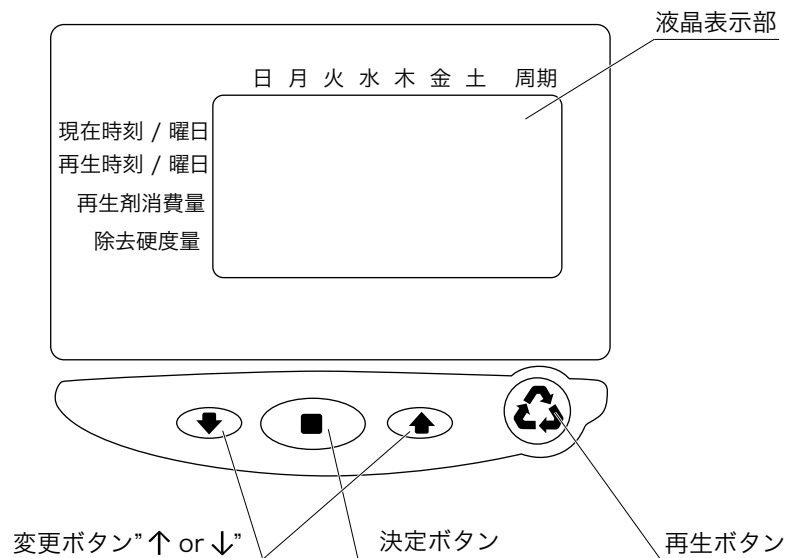 液晶表示部
日 月 火 水 木 金 土 周期
現在時刻 / 曜日
再生時刻 / 曜日
再生剤消費量
除去硬度量
変更ボタン”↑ or ↓”
決定ボタン
再生ボタン